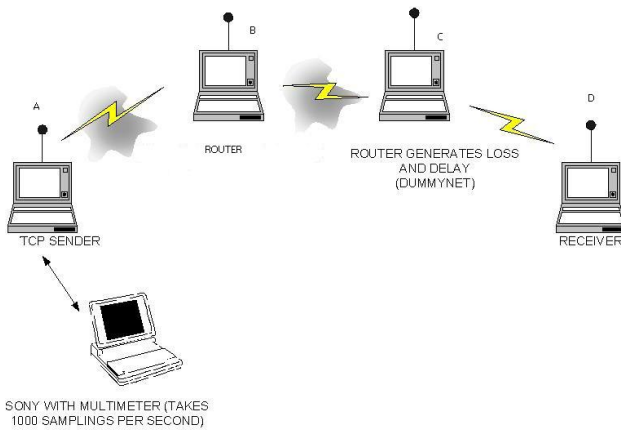 A
B
C
D
ROUTER
ROUTER GENERATES LOSS
AND DELAY
(DUMMYNET)
TCP SENDER
RECEIVER
SONY WITH MULTIMETER (TAKES
1000 SAMPLINGS PER SECOND)